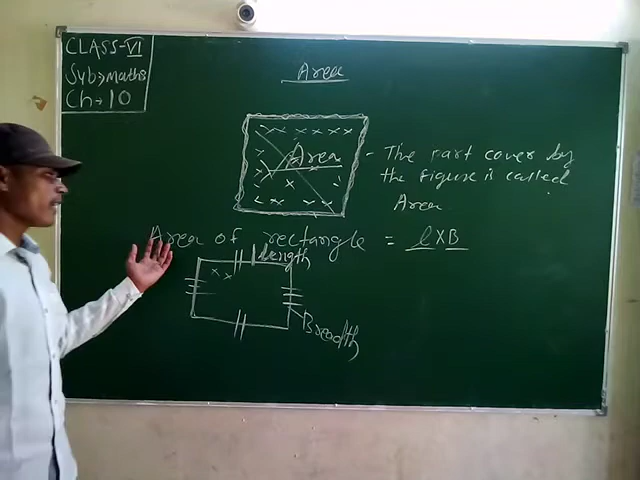 CLASS-VI
Sub>maths
Ch→10
Area
Area
- The part cover by
the figure is called
Area
Area of rectangle = l×B
Length
Breadth